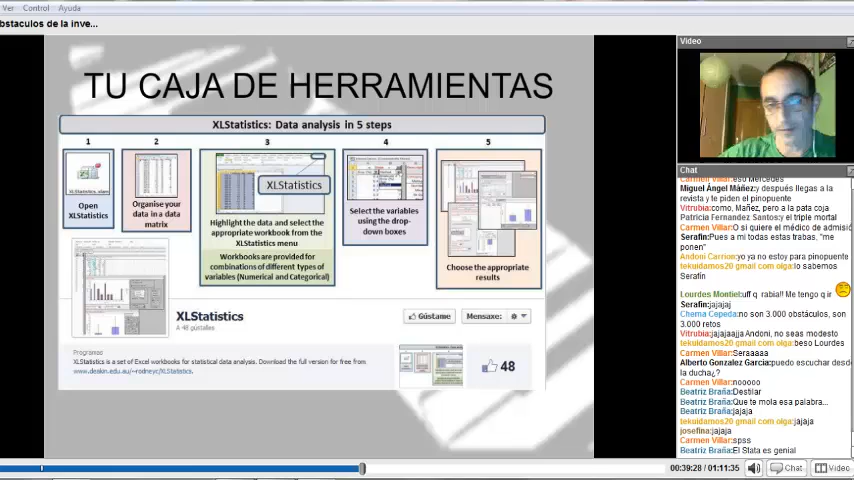 Ver Control Ayuda
bstaculos de la inve...
TU CAJA DE HERRAMIENTAS
XLStatistics: Data analysis in 5 steps
1
2
3
4
5
Open
XLStatistics
Organise your
data in a data
matrix
XLStatistics
Highlight the data and select the
appropriate workbook from the
XLStatistics menu
Workbooks are provided for
combinations of different types of
variables (Numerical and Categorical)
Select the variables
using the drop-
down boxes
Choose the appropriate
results
XLStatistics
A 48 gústalles
Gústame
Mensaxe:
Programas
XLStatistics is a set of Excel workbooks for statistical data analysis. Download the full version for free from
www.deakin.edu.au/~rodneyc/XLStatistics.
48
Video
Chat
Carmen Villar:eso Mercedes
Miguel Ángel Máñez:y después llegas a la
revista y te piden el pinopuente
Vitrubia:como, Mañez, pero a la pata coja
Patricia Fernandez Santos:y el triple mortal
Carmen Villar:O si quiere el médico de admisió
Serafin:Pues a mi todas estas trabas, "me
ponen"
Andoni Carrion:yo ya no estoy para pinopuente
tekuidamos20 gmail com olga:lo sabemos
Serafín
Lourdes Montiel:uff q rabia!! Me tengo q ir
Serafin:jajajaj
Chema Cepeda:no son 3.000 obstáculos, son
3.000 retos
Vitrubia:jajajaajja Andoni, no seas modesto
tekuidamos20 gmail com olga:beso Lourdes
Carmen Villar:Seraaaaa
Alberto Gonzalez Garcia:puedo escuchar desd
la ducha¿?
Carmen Villar:nooooo
Beatriz Braña:Destilar
Beatriz Braña:Que te mola esa palabra...
Beatriz Braña:jajaja
tekuidamos20 gmail com olga:jájaja
josefina:jajaja
Carmen Villar:spss
Beatriz Braña:El Stata es genial
00:39:28 / 01:11:35
Chat
Video